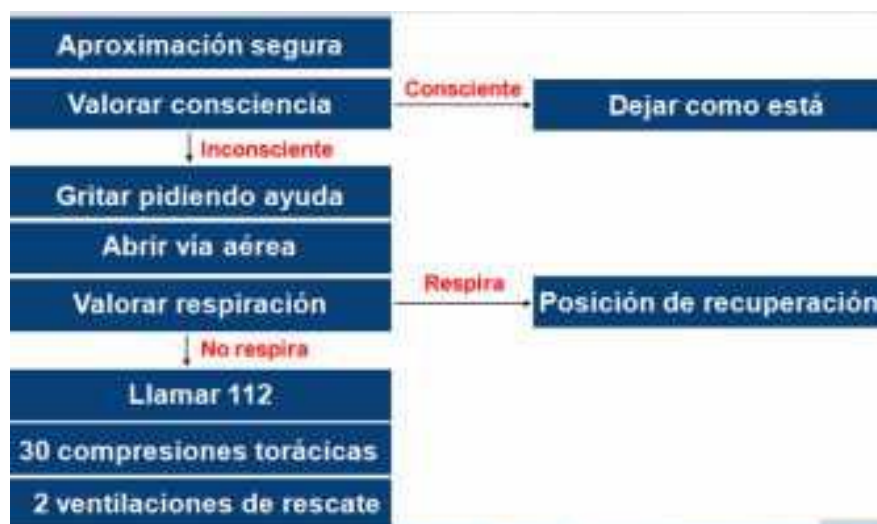 Aproximación segura
Valorar consciencia
Consciente
Dejar como está
Inconsciente
Gritar pidiendo ayuda
Abrir vía aérea
Valorar respiración
Respira
Posición de recuperación
No respira
Llamar 112
30 compresiones torácicas
2 ventilaciones de rescate